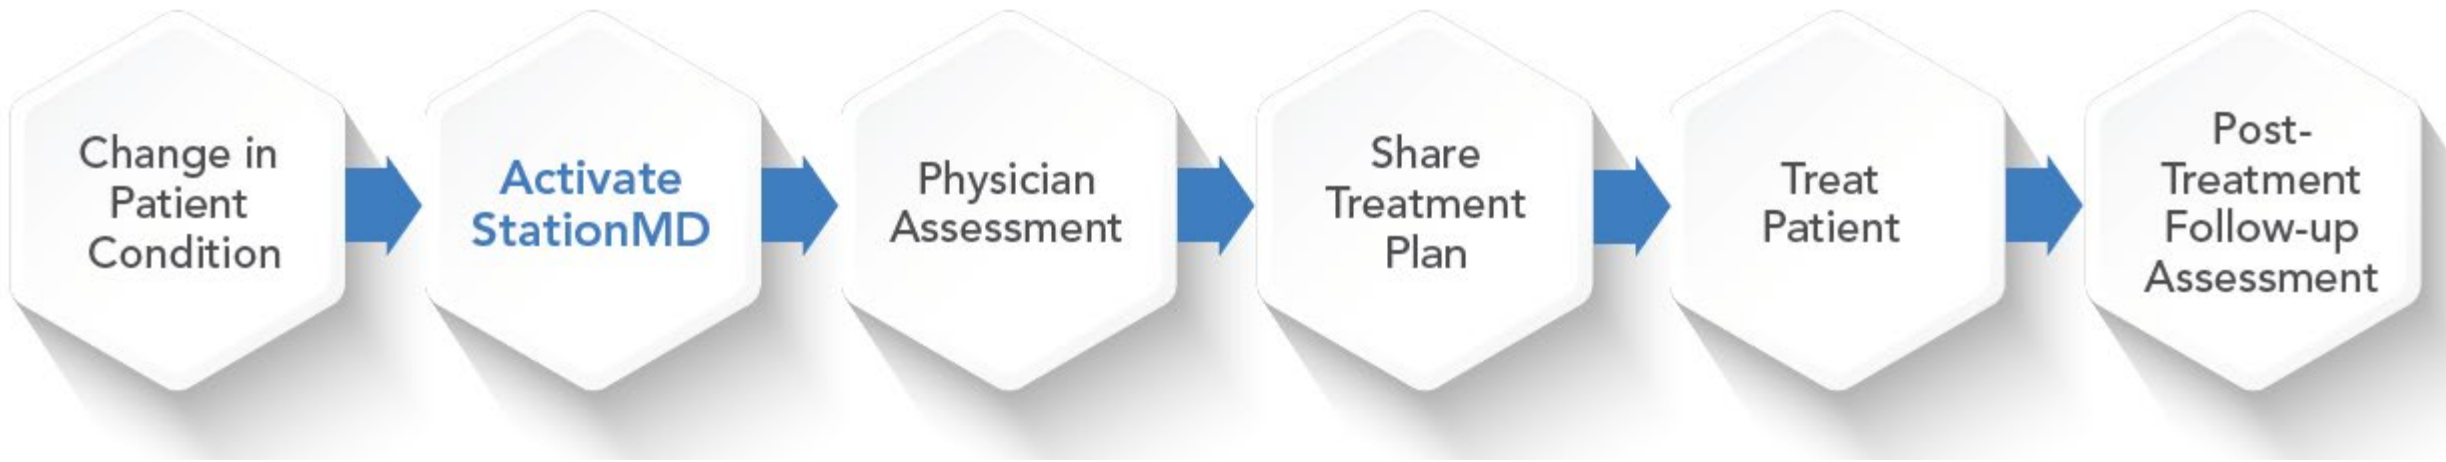 Change in
Patient
Condition
Activate
StationMD
Physician
Assessment
Share
Treatment
Plan
Treat
Patient
Post-
Treatment
Follow-up
Assessment